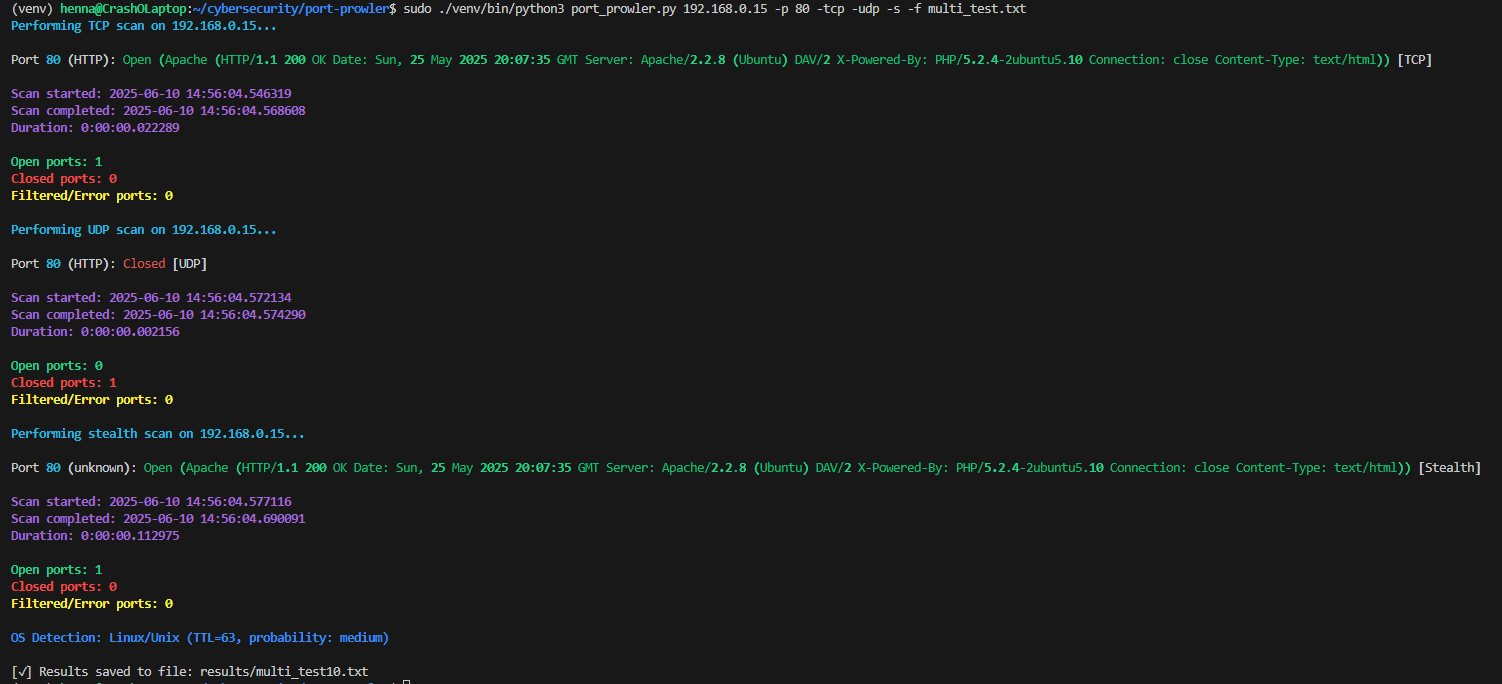 (venv) henna@CrashOLaptop:~/cybersecurity/port-prowler$ sudo ./venv/bin/python3 port_prowler.py 192.168.0.15 -p 80 -tcp -udp -s -f multi_test.txt
Performing TCP scan on 192.168.0.15...
Port 80 (HTTP): Open (Apache (HTTP/1.1 200 OK Date: Sun, 25 May 2025 20:07:35 GMT Server: Apache/2.2.8 (Ubuntu) DAV/2 X-Powered-By: PHP/5.2.4-2ubuntu5.10 Connection: close Content-Type: text/html)) [TCP]
Scan started: 2025-06-10 14:56:04.546319
Scan completed: 2025-06-10 14:56:04.568608
Duration: 0:00:00.022289
Open ports: 1
Closed ports: 0
Filtered/Error ports: 0
Performing UDP scan on 192.168.0.15...
Port 80 (HTTP): Closed [UDP]
Scan started: 2025-06-10 14:56:04.572134
Scan completed: 2025-06-10 14:56:04.574290
Duration: 0:00:00.002156
Open ports: 0
Closed ports: 1
Filtered/Error ports: 0
Performing stealth scan on 192.168.0.15...
Port 80 (unknown): Open (Apache (HTTP/1.1 200 OK Date: Sun, 25 May 2025 20:07:35 GMT Server: Apache/2.2.8 (Ubuntu) DAV/2 X-Powered-By: PHP/5.2.4-2ubuntu5.10 Connection: close Content-Type: text/html)) [Stealth]
Scan started: 2025-06-10 14:56:04.577116
Scan completed: 2025-06-10 14:56:04.690091
Duration: 0:00:00.112975
Open ports: 1
Closed ports: 0
Filtered/Error ports: 0
OS Detection: Linux/Unix (TTL=63, probability: medium)
[✓] Results saved to file: results/multi_test10.txt